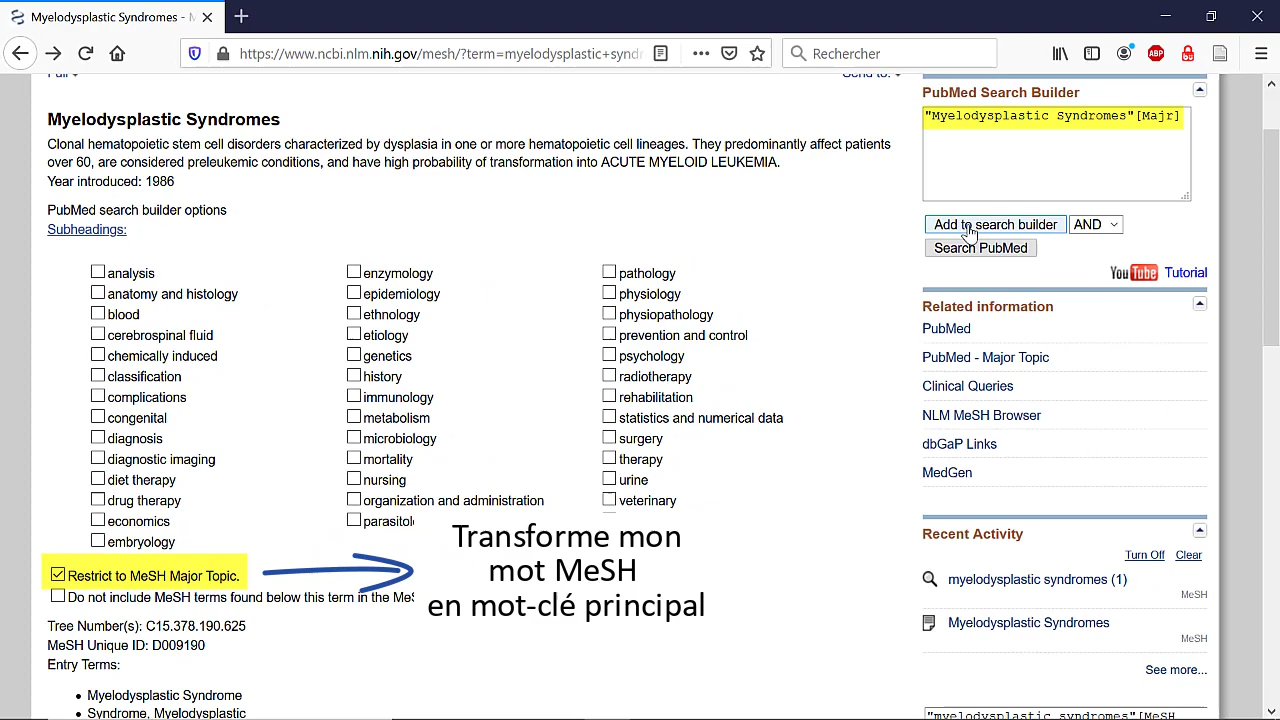 Myelodysplastic Syndromes - M
https://www.ncbi.nlm.nih.gov/mesh/?term=myelodysplastic+syndr
Rechercher
ABP
Myelodysplastic Syndromes
Clonal hematopoietic stem cell disorders characterized by dysplasia in one or more hematopoietic cell lineages. They predominantly affect patients
over 60, are considered preleukemic conditions, and have high probability of transformation into ACUTE MYELOID LEUKEMIA.
Year introduced: 1986
PubMed search builder options
Subheadings:
analysis
anatomy and histology
blood
cerebrospinal fluid
chemically induced
classification
complications
congenital
diagnosis
diagnostic imaging
diet therapy
drug therapy
economics
embryology
enzymology
epidemiology
ethnology
etiology
genetics
history
immunology
metabolism
microbiology
mortality
nursing
organization and administration
parasitol
pathology
physiology
physiopathology
prevention and control
psychology
radiotherapy
rehabilitation
statistics and numerical data
surgery
therapy
urine
veterinary
Restrict to MeSH Major Topic.
Do not include MeSH terms found below this term in the MeS
Transforme mon
mot MeSH
en mot-clé principal
Tree Number(s): C15.378.190.625
MeSH Unique ID: D009190
Entry Terms:
Myelodysplastic Syndrome
Syndrome, Myelodysplastic
Send to:
PubMed Search Builder
"Myelodysplastic Syndromes"[Majr]
Add to search builder AND
Search PubMed
YouTube Tutorial
Related information
PubMed
PubMed - Major Topic
Clinical Queries
NLM MeSH Browser
dbGaP Links
MedGen
Recent Activity
Turn Off Clear
myelodysplastic syndromes (1)
MeSH
Myelodysplastic Syndromes
MeSH
See more...
"myelodysplastic syndromes"[MeSH